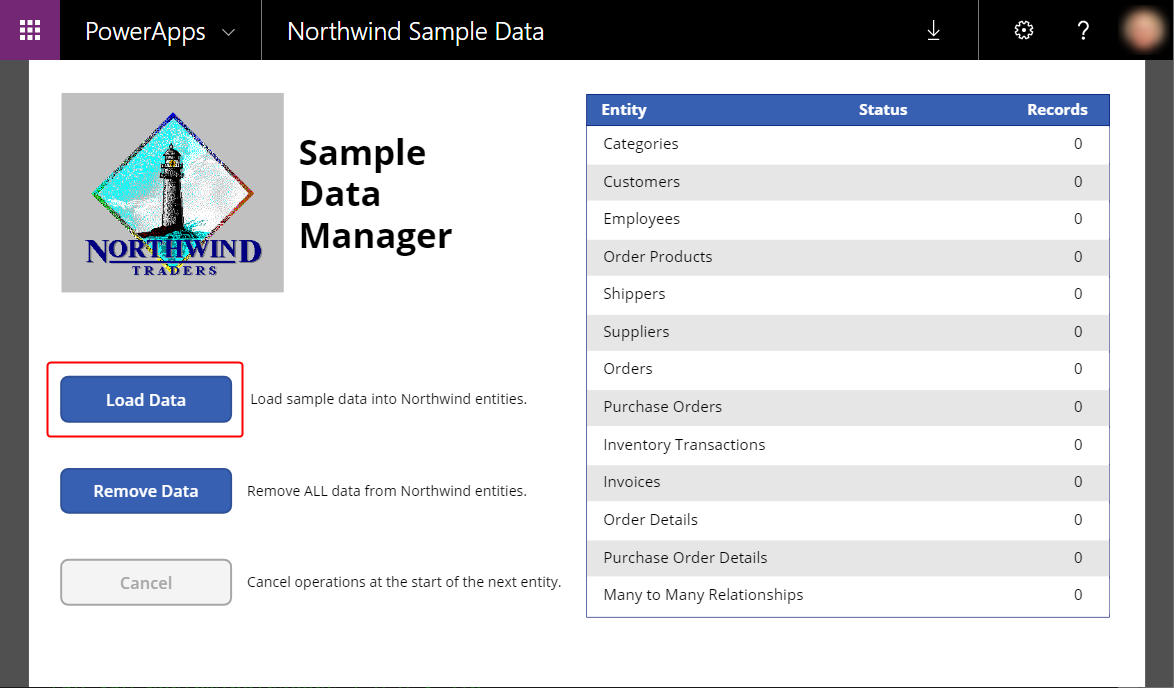 PowerApps
Northwind Sample Data
?
NORTHWIND
TRADERS
Sample
Data
Manager
Load Data
Load sample data into Northwind entities.
Remove Data
Remove ALL data from Northwind entities.
Cancel
Cancel operations at the start of the next entity.
Entity Status Records
Categories 0
Customers 0
Employees 0
Order Products 0
Shippers 0
Suppliers 0
Orders 0
Purchase Orders 0
Inventory Transactions 0
Invoices 0
Order Details 0
Purchase Order Details 0
Many to Many Relationships 0